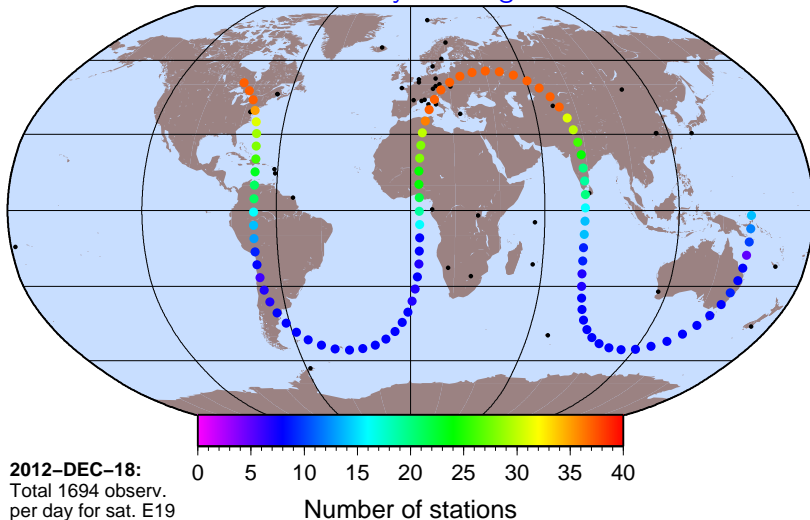 0 5 10 15 20 25 30 35 40
2012–DEC–18:
Total 1694 observ.
per day for sat. E19
Number of stations